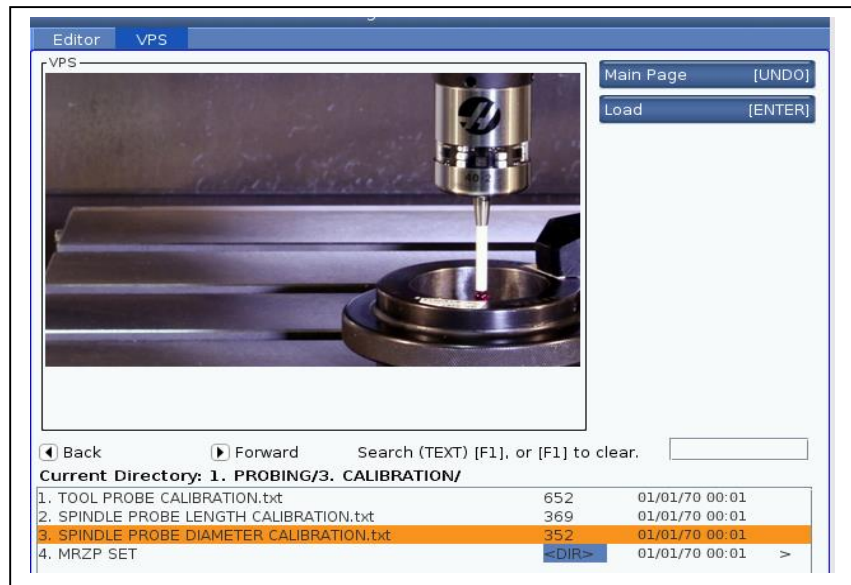 Editor VPS
VPS
Main Page [UNDO]
Load [ENTER]
40-2
Back Forward Search (TEXT) [F1], or [F1] to clear.
Current Directory: 1. PROBING/3. CALIBRATION/
1. TOOL PROBE CALIBRATION.txt 652 01/01/70 00:01
2. SPINDLE PROBE LENGTH CALIBRATION.txt 369 01/01/70 00:01
3. SPINDLE PROBE DIAMETER CALIBRATION.txt 352 01/01/70 00:01
4. MRZP SET <DIR> 01/01/70 00:01 >